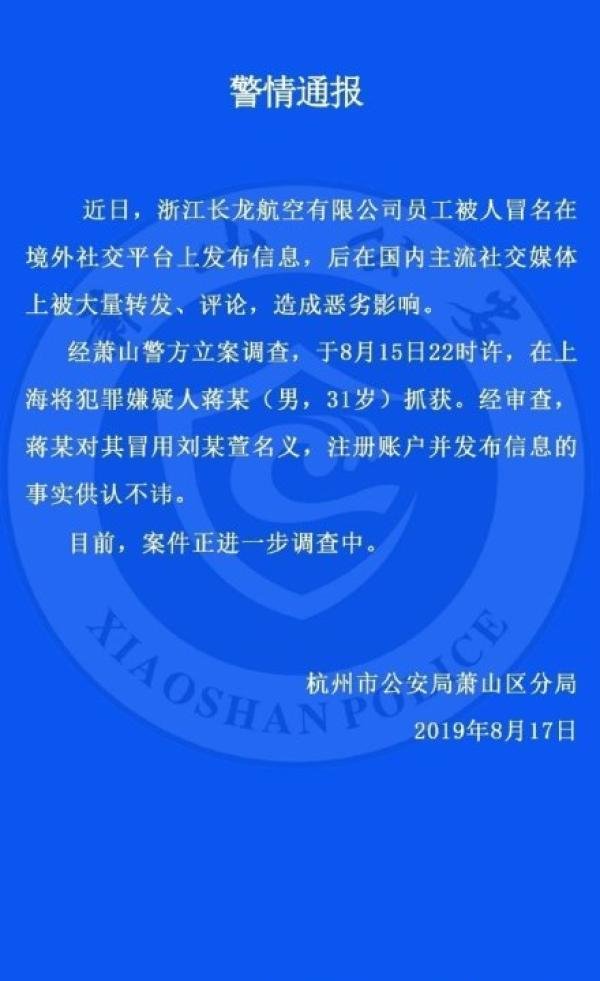 警情通报
近日，浙江长龙航空有限公司员工被人冒名在
境外社交平台上发布信息，后在国内主流社交媒体
上被大量转发、评论，造成恶劣影响。
经萧山警方立案调查，于8月15日22时许，在上
海将犯罪嫌疑人蒋某（男，31岁）抓获。经审查，
蒋某对其冒用刘某萱名义，注册账户并发布信息的
事实供认不讳。
目前，案件正进一步调查中。
XIAOSHAN POLICE
杭州市公安局萧山区分局
2019年8月17日